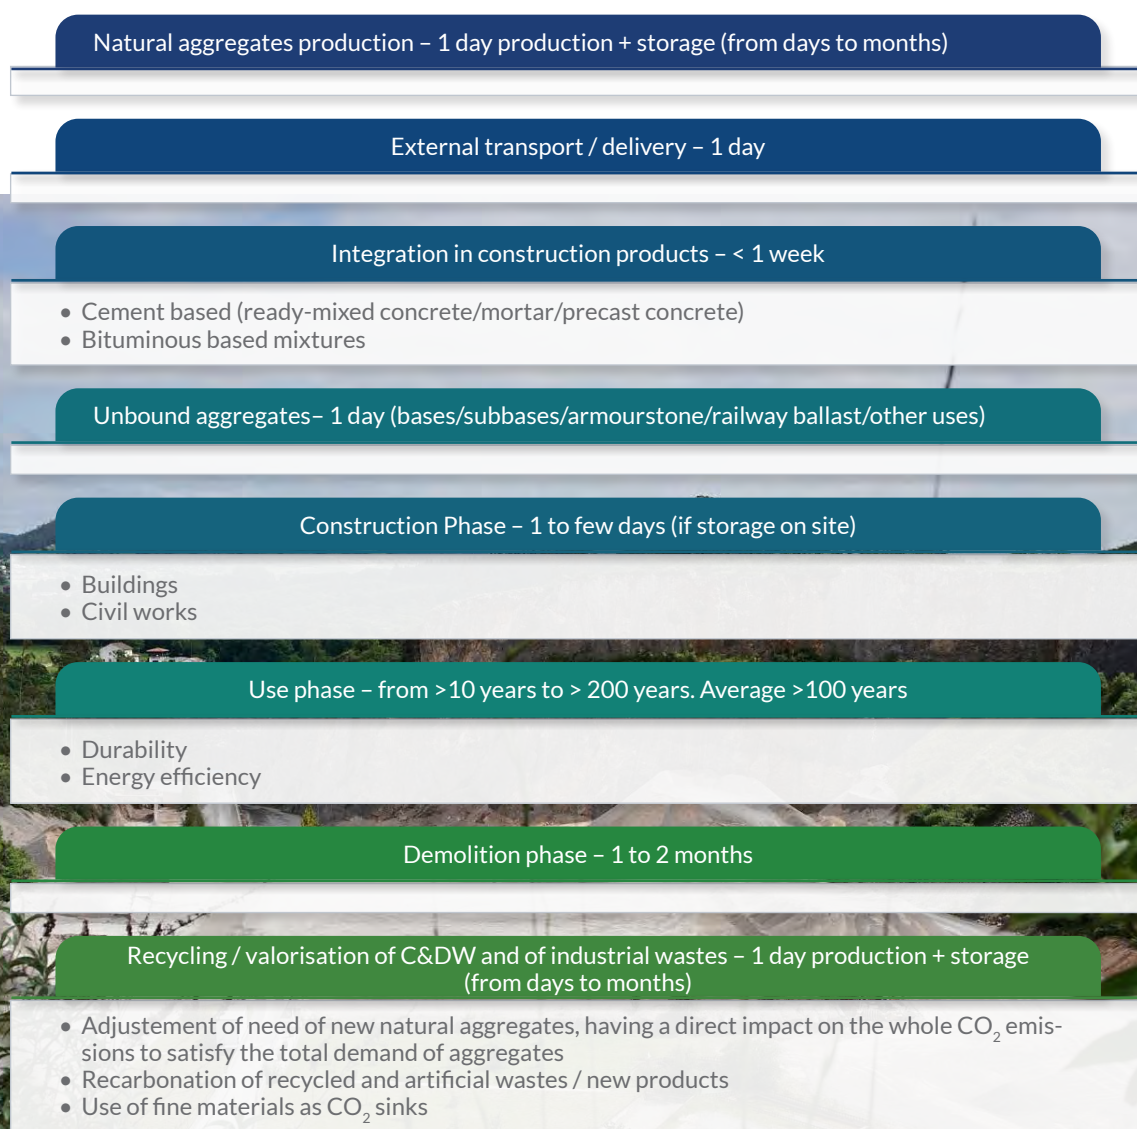 Natural aggregates production – 1 day production + storage (from days to months)
External transport / delivery – 1 day
Integration in construction products – < 1 week
• Cement based (ready-mixed concrete/mortar/precast concrete)
• Bituminous based mixtures
Unbound aggregates– 1 day (bases/subbases/armourstone/railway ballast/other uses)
Construction Phase – 1 to few days (if storage on site)
• Buildings
• Civil works
Use phase – from >10 years to > 200 years. Average >100 years
• Durability
• Energy efficiency
Demolition phase – 1 to 2 months
Recycling / valorisation of C&DW and of industrial wastes – 1 day production + storage
(from days to months)
• Adjustement of need of new natural aggregates, having a direct impact on the whole CO₂ emis-
sions to satisfy the total demand of aggregates
• Recarbonation of recycled and artificial wastes / new products
• Use of fine materials as CO₂ sinks